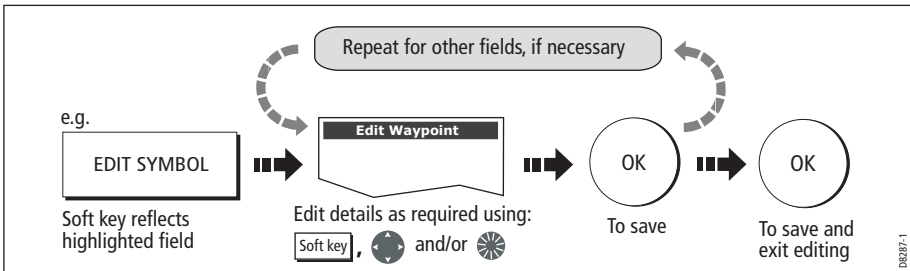 Repeat for other fields, if necessary
e.g.
EDIT SYMBOL
Soft key reflects
highlighted field
Edit Waypoint
Edit details as required using:
Soft key , and/or
OK
To save
OK
To save and
exit editing
D8287-1